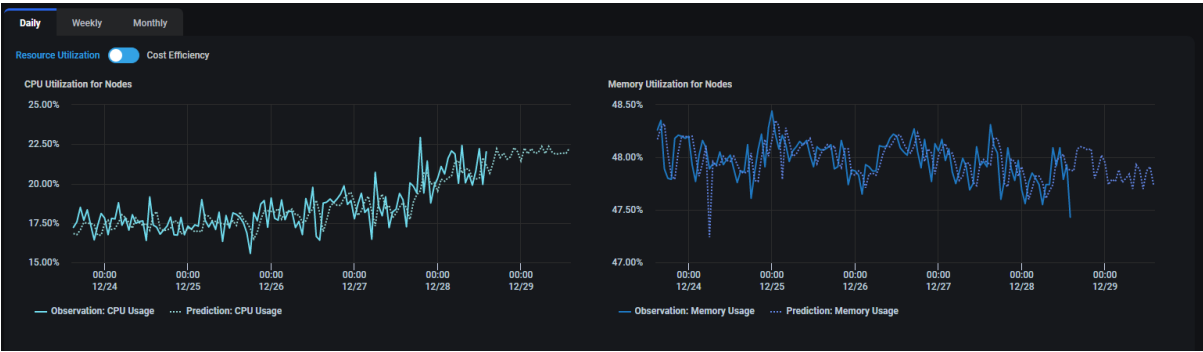 Daily Weekly Monthly
Resource Utilization Cost Efficiency
CPU Utilization for Nodes
25.00%
22.50%
20.00%
17.50%
15.00%
00:00 00:00 00:00 00:00 00:00 00:00
12/24 12/25 12/26 12/27 12/28 12/29
Observation: CPU Usage Prediction: CPU Usage
Memory Utilization for Nodes
48.50%
48.00%
47.50%
47.00%
00:00 00:00 00:00 00:00 00:00 00:00
12/24 12/25 12/26 12/27 12/28 12/29
Observation: Memory Usage Prediction: Memory Usage